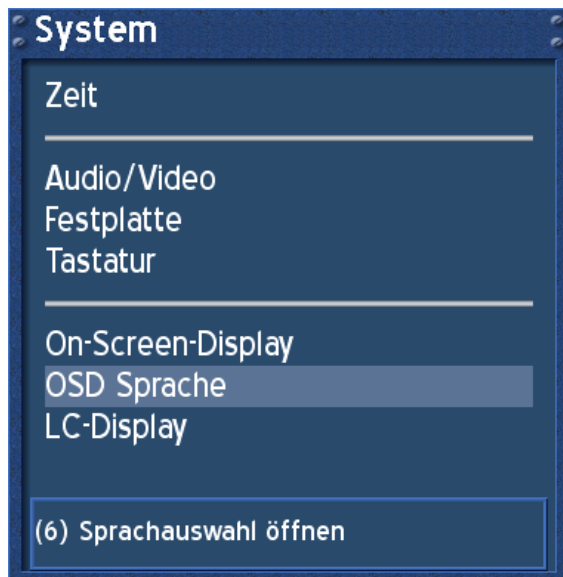 System
Zeit
Audio/Video
Festplatte
Tastatur
On-Screen-Display
OSD Sprache
LC-Display
(6) Sprachauswahl öffnen